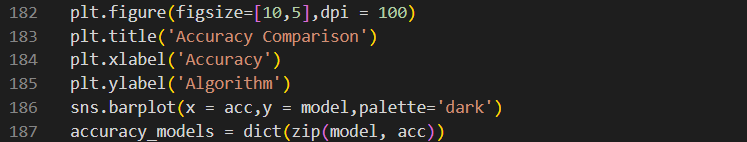 182 plt.figure(figsize=[10,5],dpi = 100)
183 plt.title('Accuracy Comparison')
184 plt.xlabel('Accuracy')
185 plt.ylabel('Algorithm')
186 sns.barplot(x = acc,y = model,palette='dark')
187 accuracy_models = dict(zip(model, acc))